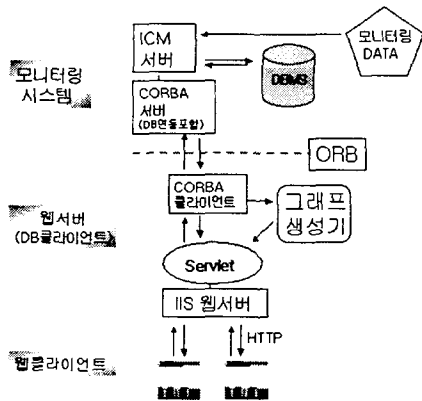 ICM
서버
모니터링
DATA
DBMS
모니터링
시스템
CORBA
서버
(DB연동포함)
ORB
CORBA
클라이언트
그래프
생성기
웹서버
(DB클라이언트)
Servlet
IIS 웹서버
HTTP
웹클라이언트